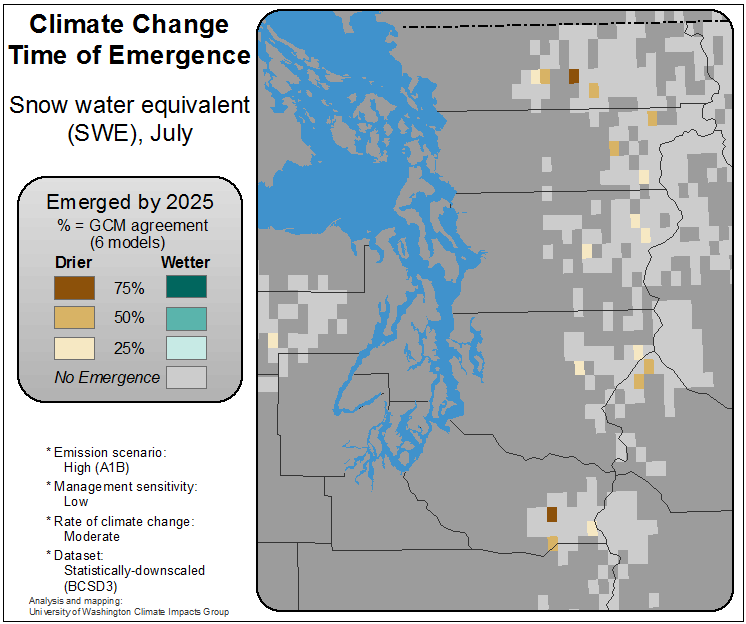 Climate Change
Time of Emergence
Snow water equivalent
(SWE), July
Emerged by 2025
% = GCM agreement
(6 models)
Drier Wetter
75%
50%
25%
No Emergence
* Emission scenario:
High (A1B)
* Management sensitivity:
Low
* Rate of climate change:
Moderate
* Dataset:
Statistically-downscaled
(BCSD3)
Analysis and mapping:
University of Washington Climate Impacts Group